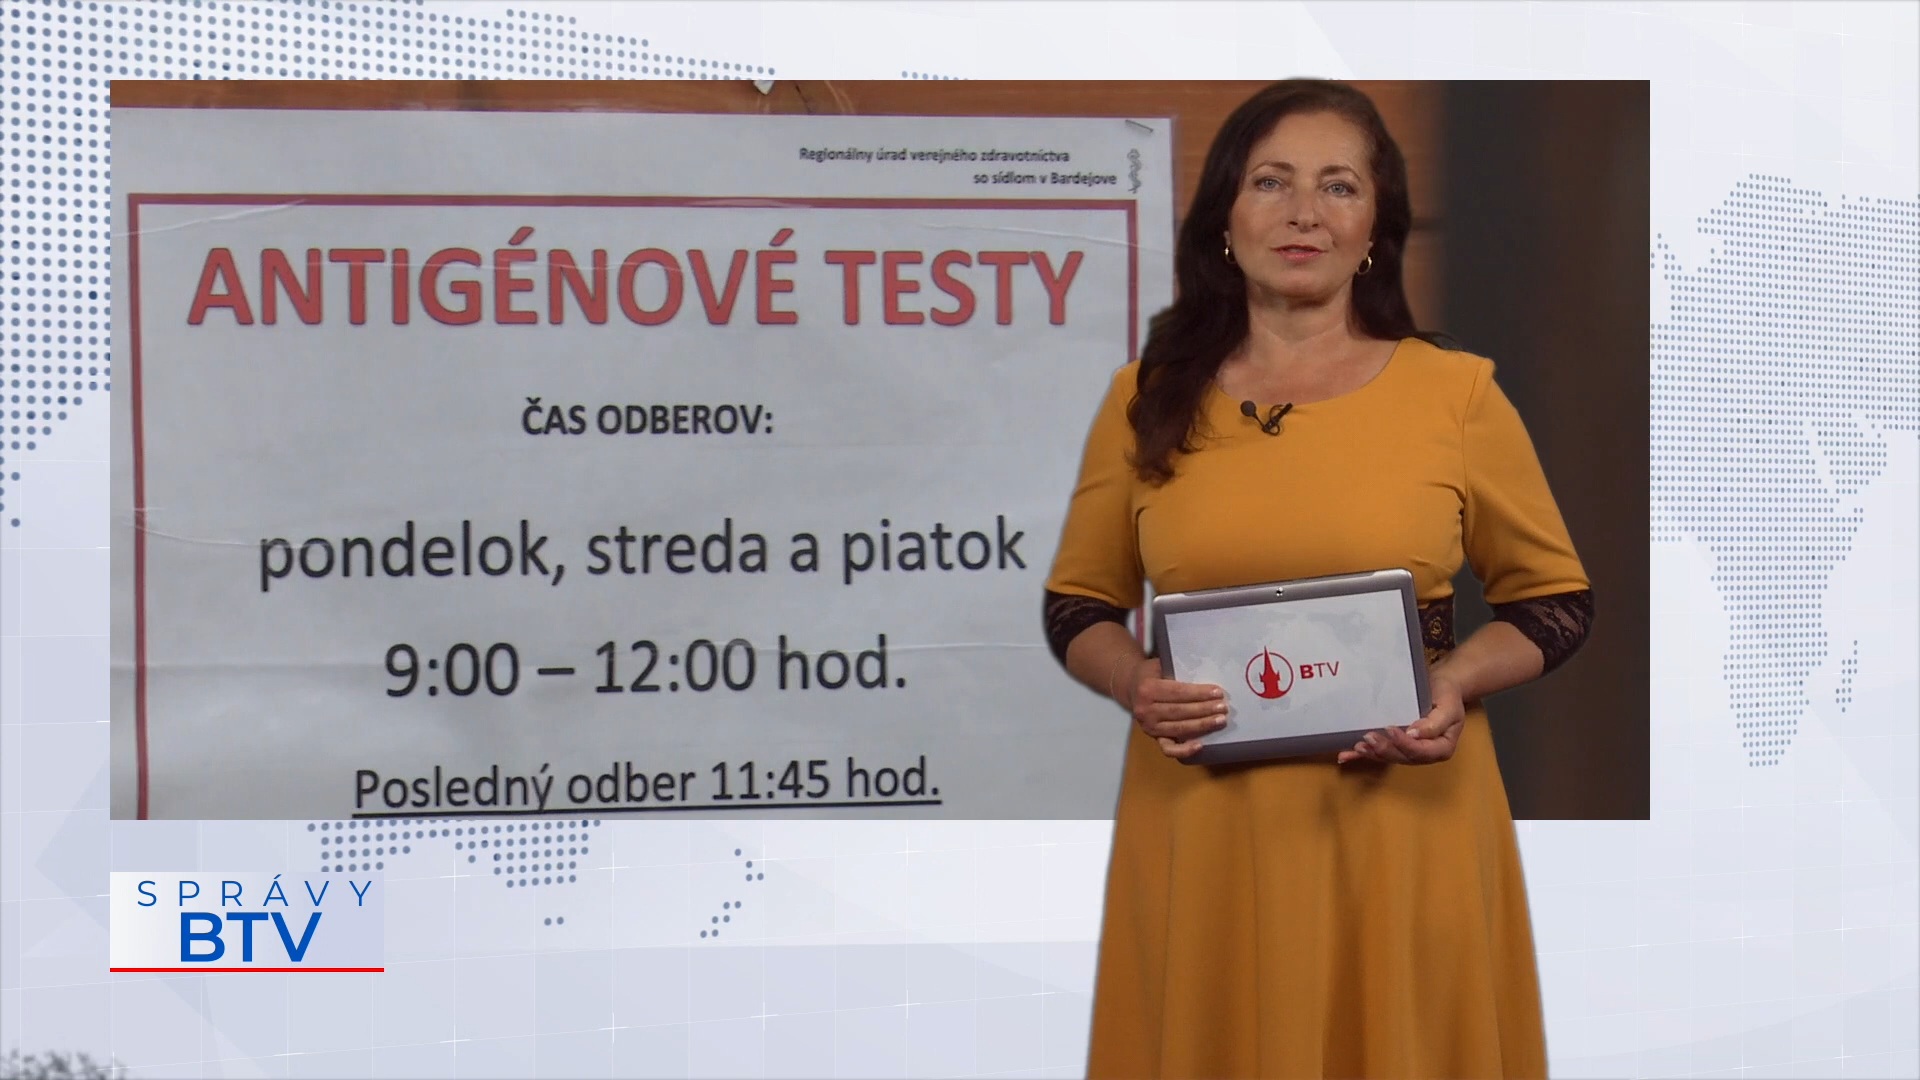 Regionálny úrad verejného zdravotníctva
so sídlom v Bardejove
ANTIGÉNOVÉ TESTY
ČAS ODBEROV:
pondelok, streda a piatok
9:00 – 12:00 hod.
Posledný odber 11:45 hod.
BTV
SPRÁVY
BTV